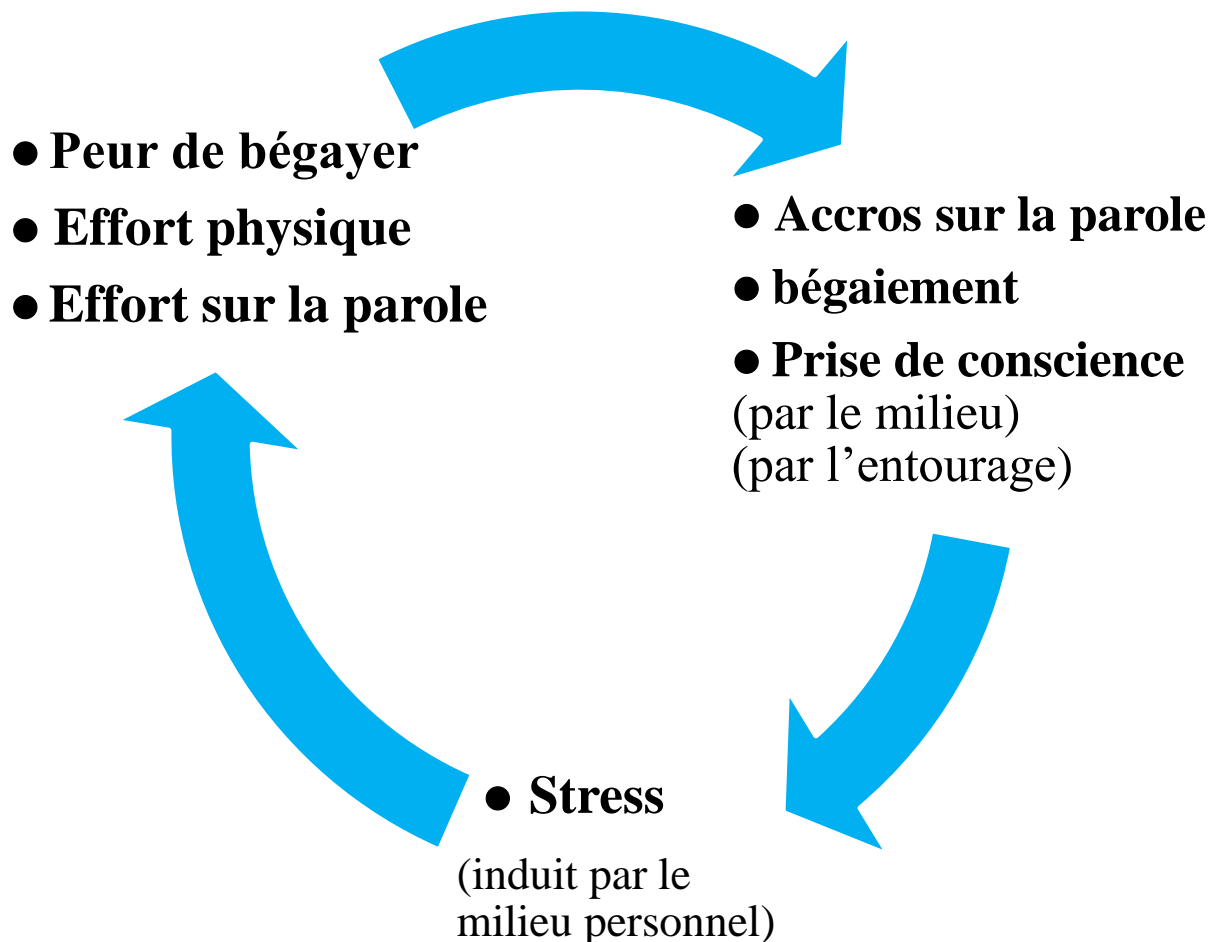 ● Peur de bégayer
● Effort physique
● Effort sur la parole
● Accros sur la parole
● bégaiement
● Prise de conscience
(par le milieu)
(par l’entourage)
● Stress
(induit par le
milieu personnel)